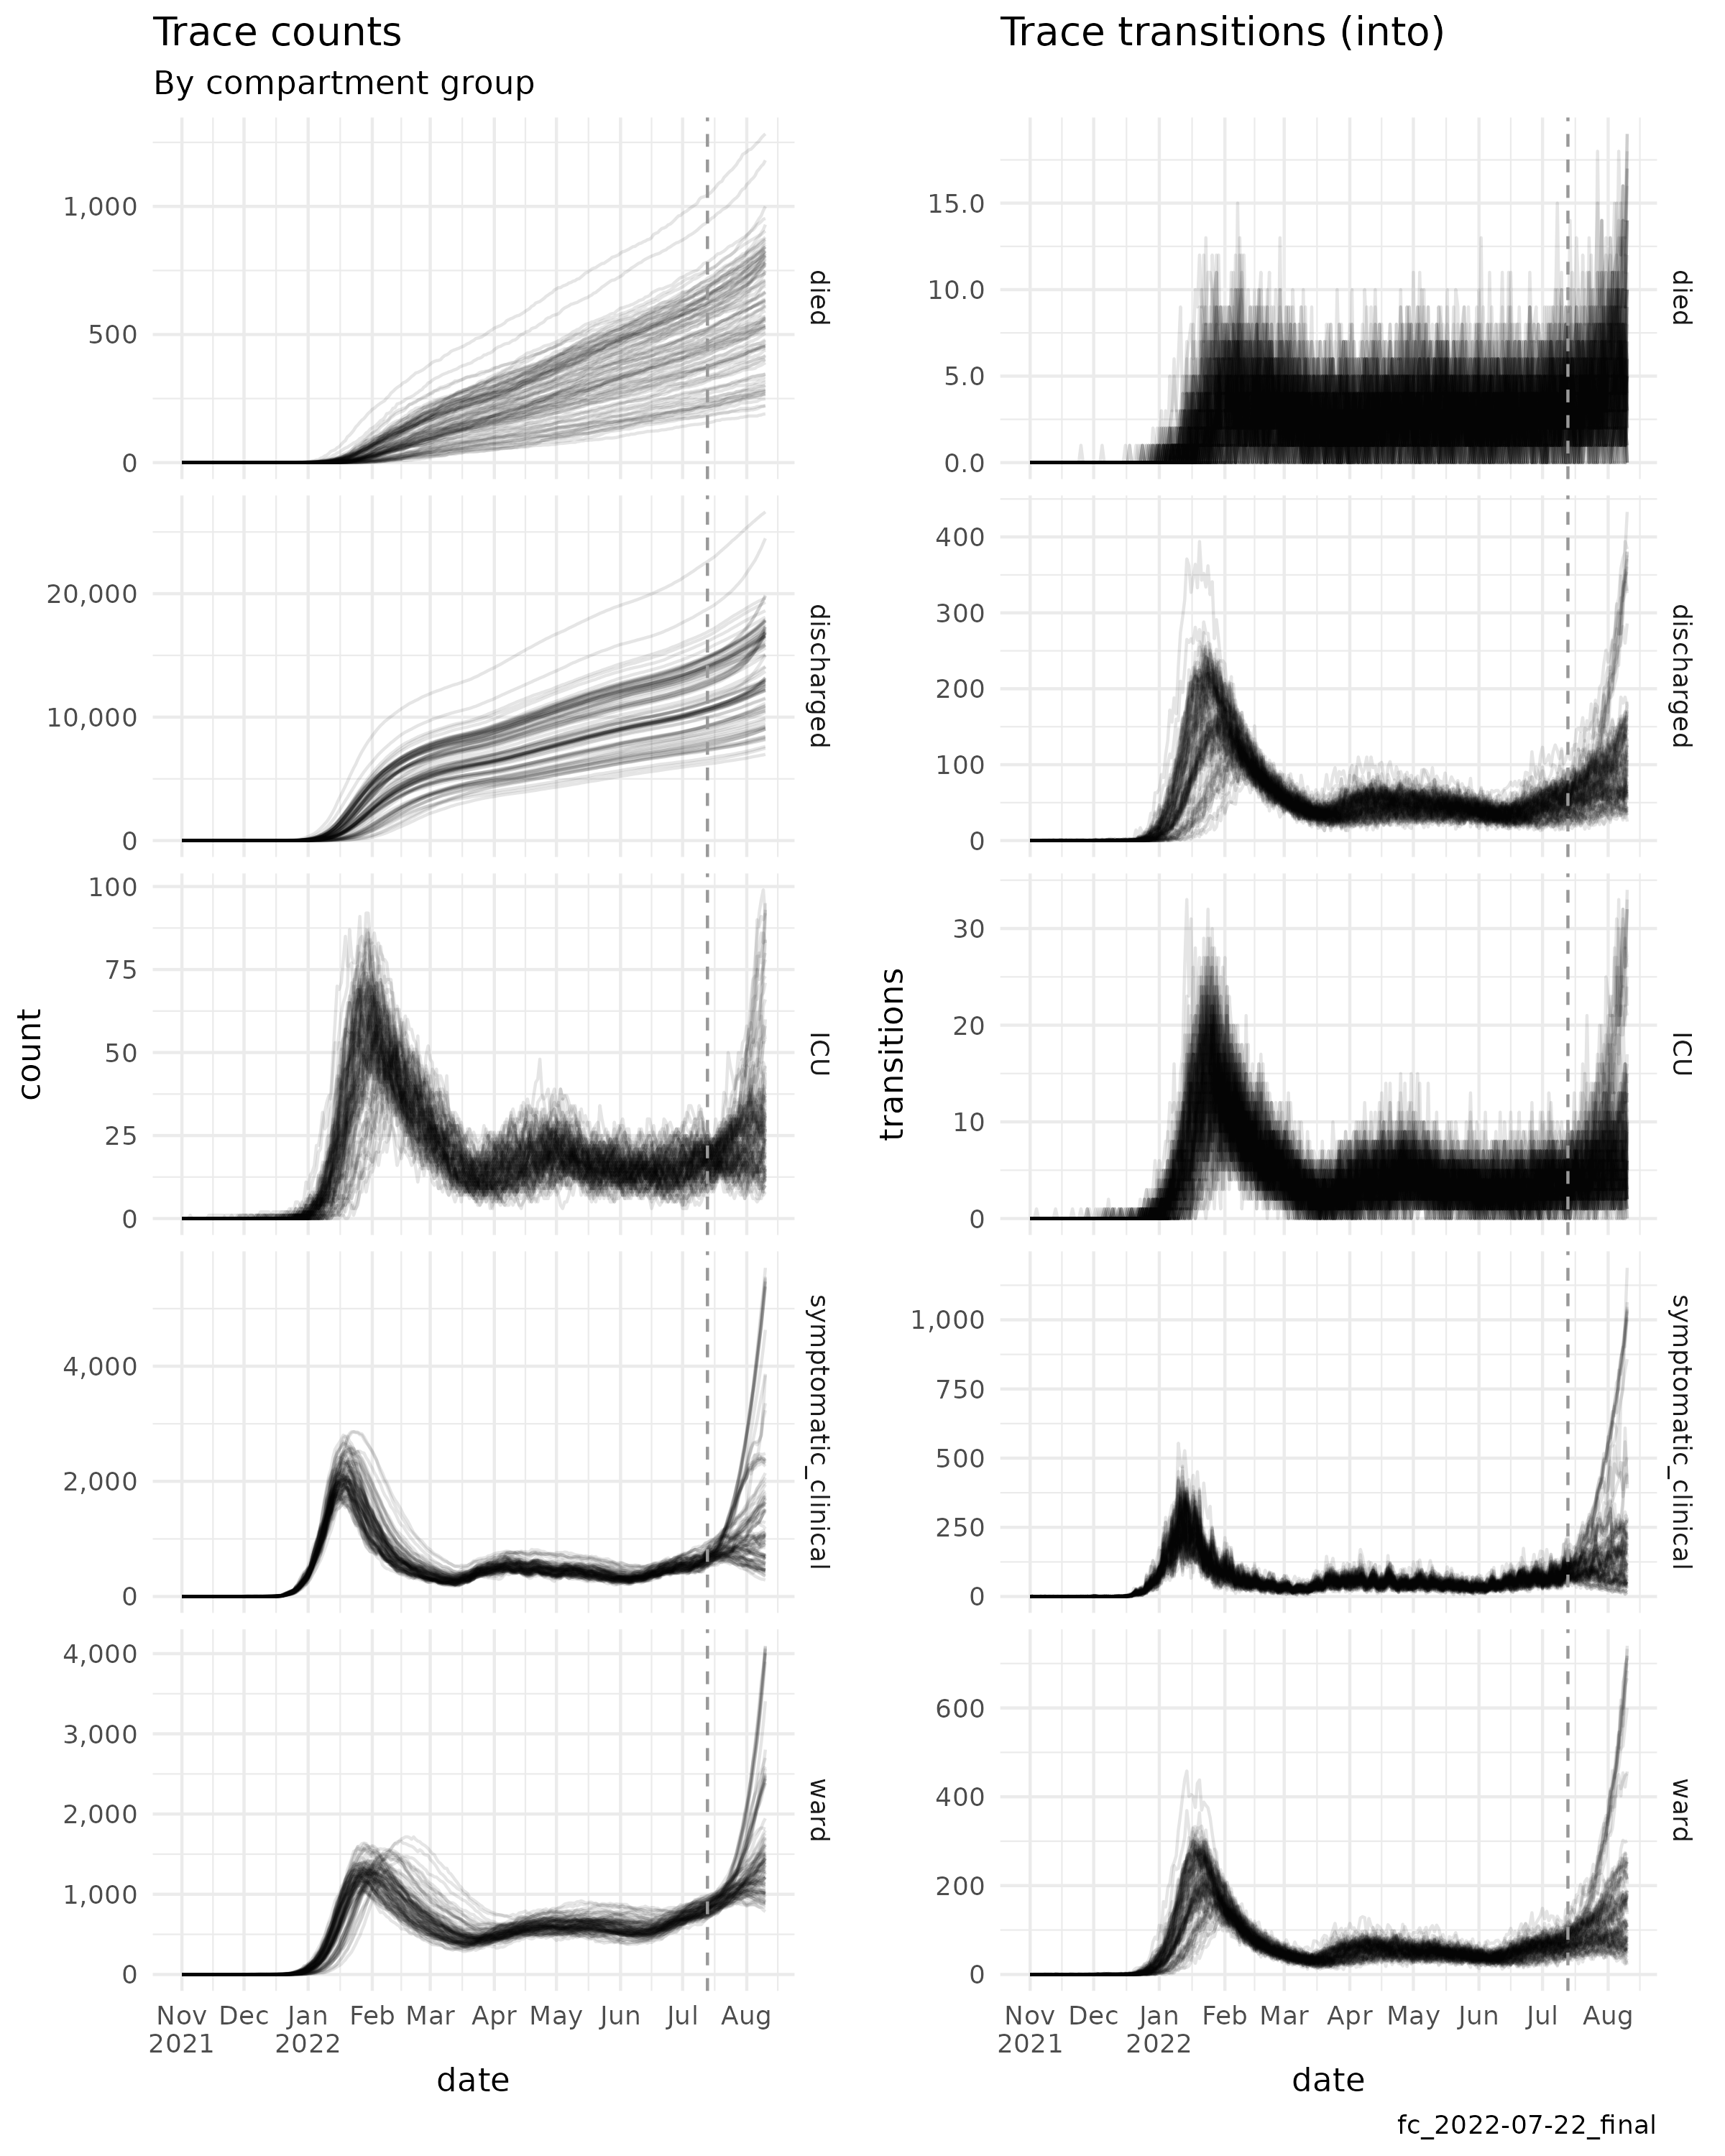 Trace counts
By compartment group
Trace transitions (into)
count
1,000
500
0
died
20,000
10,000
0
discharged
100
75
50
25
0
ICU
4,000
2,000
0
symptomatic_clinical
4,000
3,000
2,000
1,000
0
ward
Nov Dec Jan Feb Mar Apr May Jun Jul Aug
2021 2022
date
transitions
15.0
10.0
5.0
0.0
died
400
300
200
100
0
discharged
30
20
10
0
ICU
1,000
750
500
250
0
symptomatic_clinical
600
400
200
0
ward
Nov Dec Jan Feb Mar Apr May Jun Jul Aug
2021 2022
date
fc_2022-07-22_final